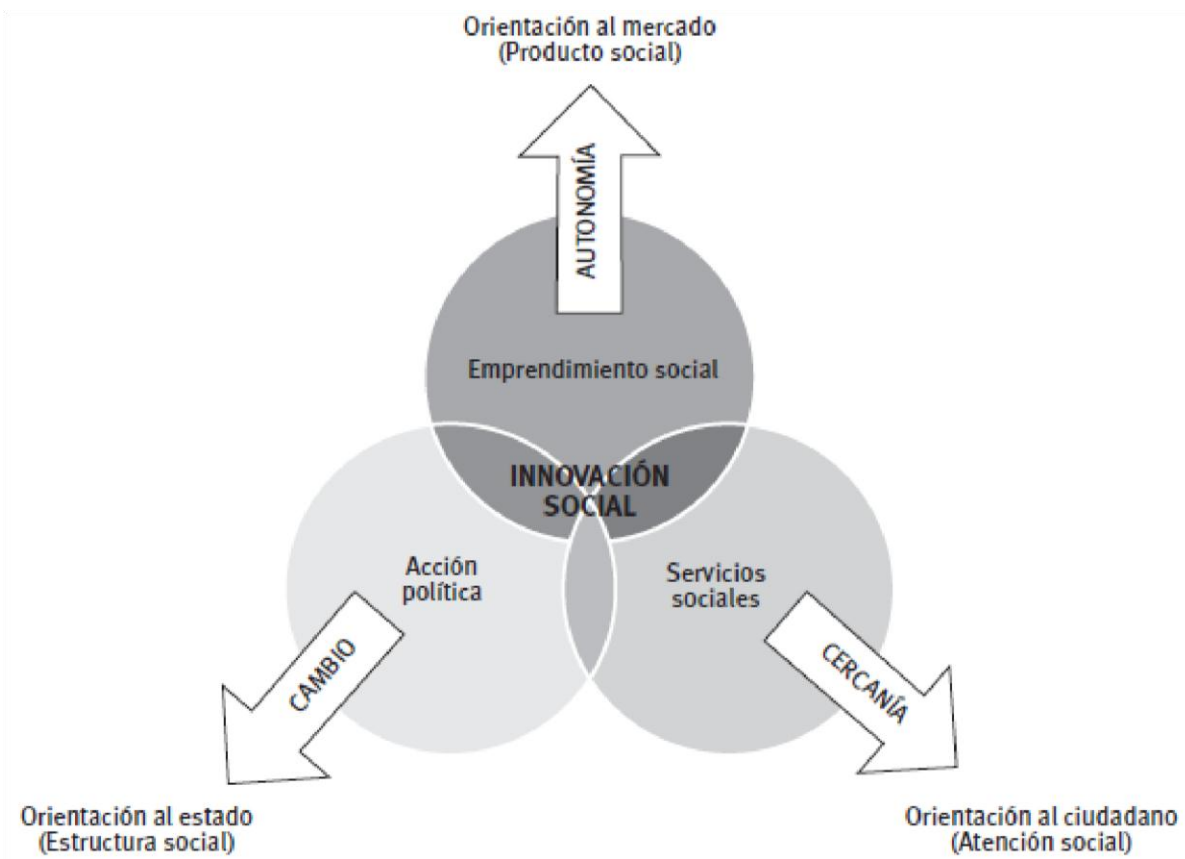 Orientación al mercado
(Producto social)
AUTONOMÍA
Emprendimiento social
INNOVACIÓN
SOCIAL
Acción
política
Servicios
sociales
CAMBIO
CERCANÍA
Orientación al estado
(Estructura social)
Orientación al ciudadano
(Atención social)